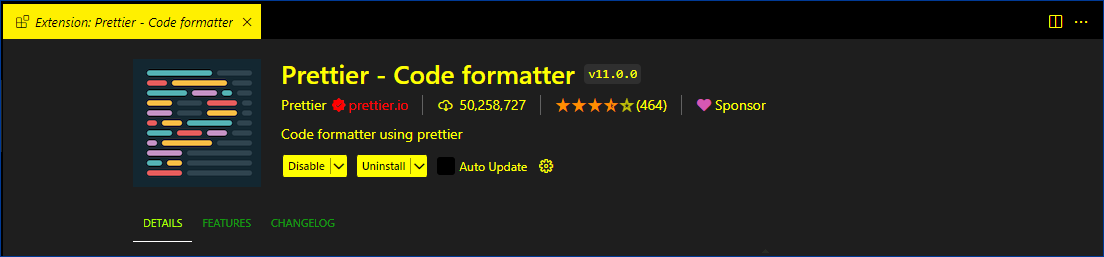 Extension: Prettier - Code formatter
Prettier - Code formatter v11.0.0
Prettier prettier.io 50,258,727 (464) Sponsor
Code formatter using prettier
Disable Uninstall Auto Update
DETAILS FEATURES CHANGELOG